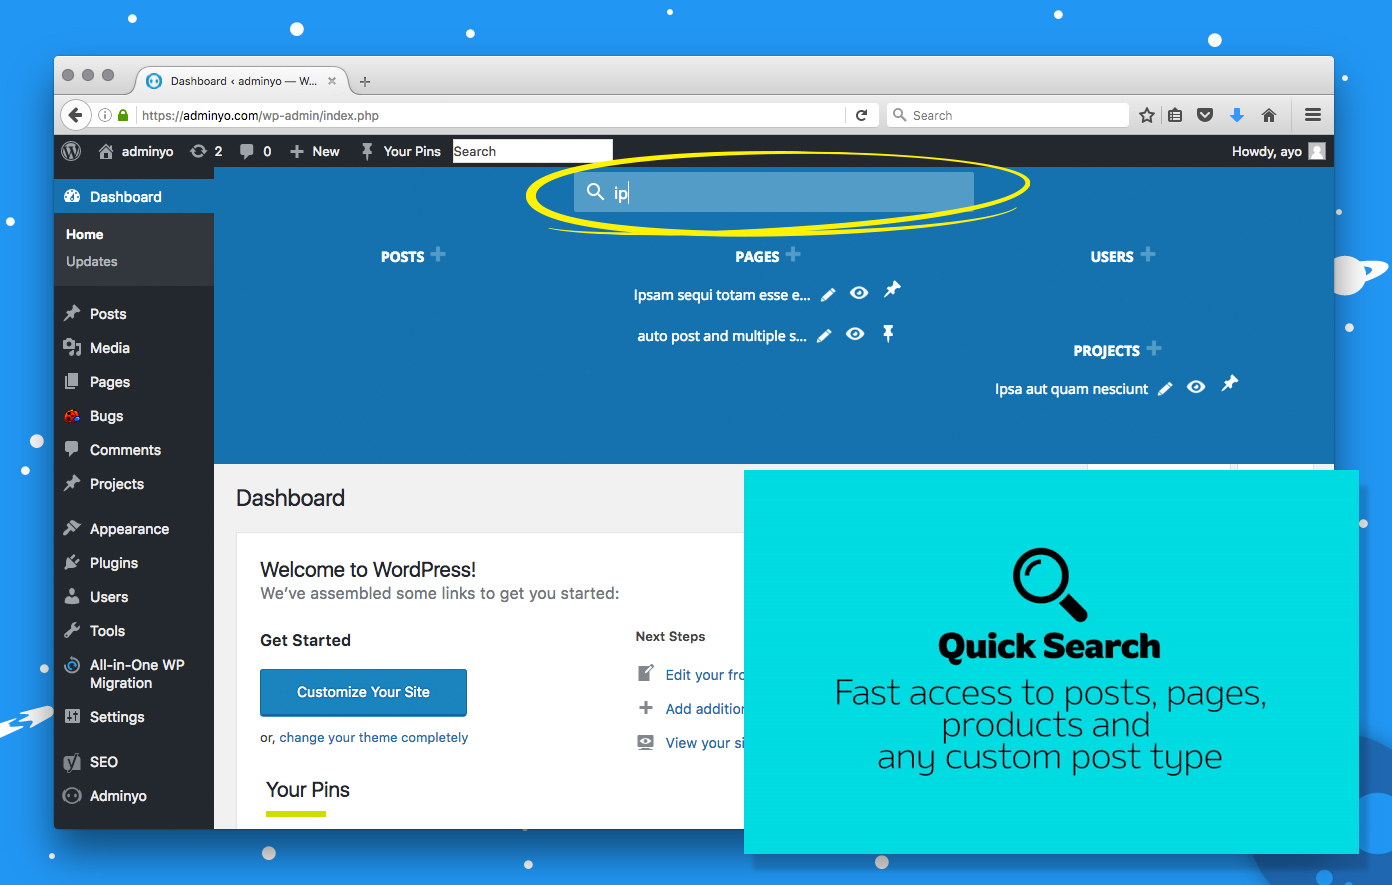 Dashboard ‹ adminyo — W...
https://adminyo.com/wp-admin/index.php
Search
adminyo
2
0
New
Your Pins
Search
Howdy, ayo
Dashboard
Home
Updates
Posts
Media
Pages
Bugs
Comments
Projects
Appearance
Plugins
Users
Tools
All-in-One WP
Migration
Settings
SEO
Adminyo
ip
POSTS
PAGES
Ipsam sequi totam esse e...
auto post and multiple s...
USERS
PROJECTS
Ipsa aut quam nesciunt
Dashboard
Welcome to WordPress!
We've assembled some links to get you started:
Get Started
Customize Your Site
or, change your theme completely
Next Steps
Edit your fro
Add addition
View your si
Your Pins
Quick Search
Fast access to posts, pages,
products and
any custom post type